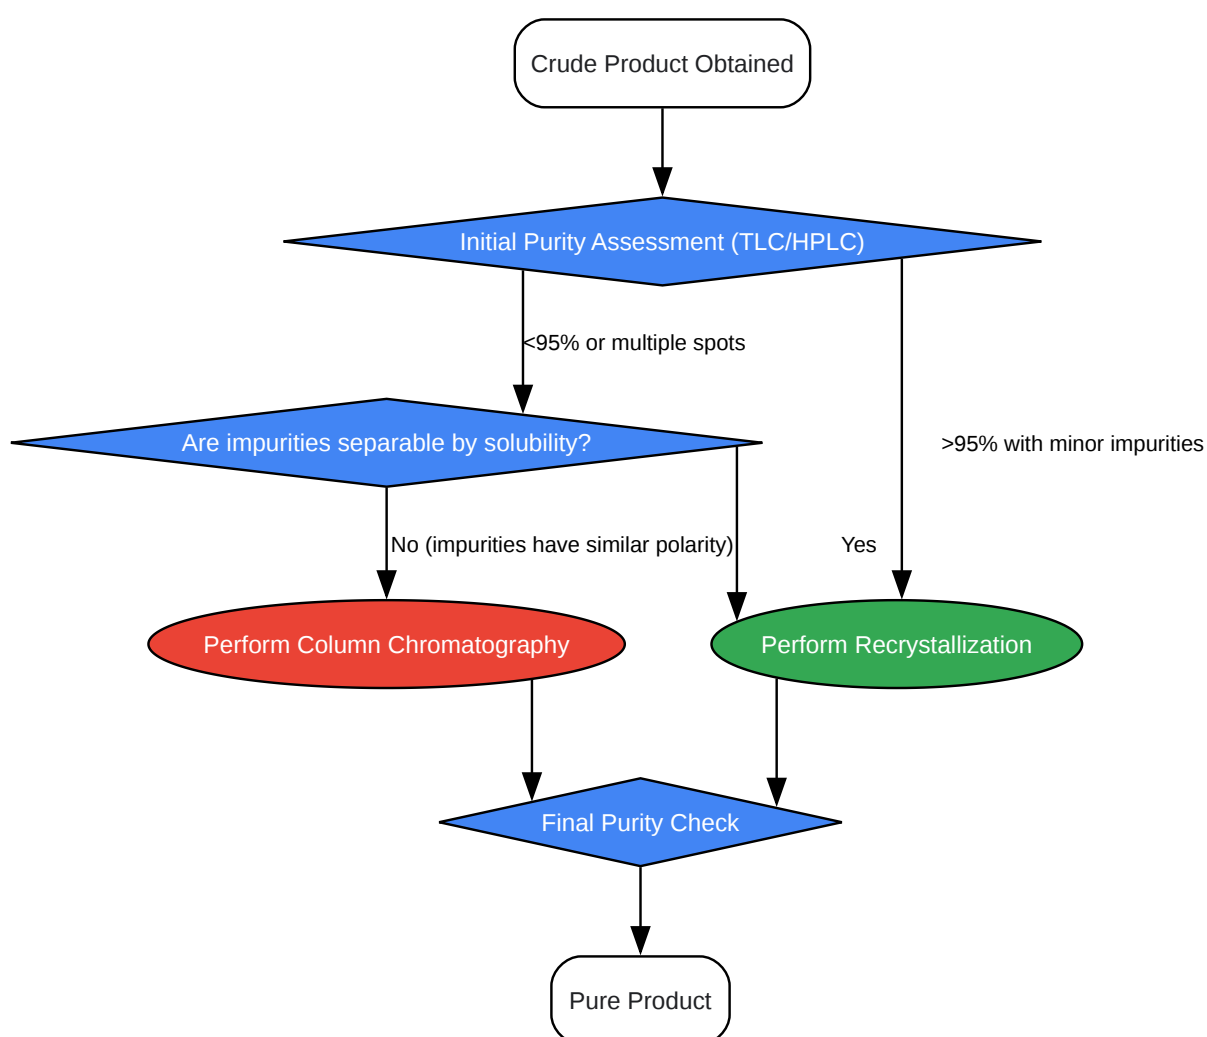 Crude Product Obtained
Initial Purity Assessment (TLC/HPLC)
<95% or multiple spots
Are impurities separable by solubility?
>95% with minor impurities
No (impurities have similar polarity)
Yes
Perform Column Chromatography
Perform Recrystallization
Final Purity Check
Pure Product